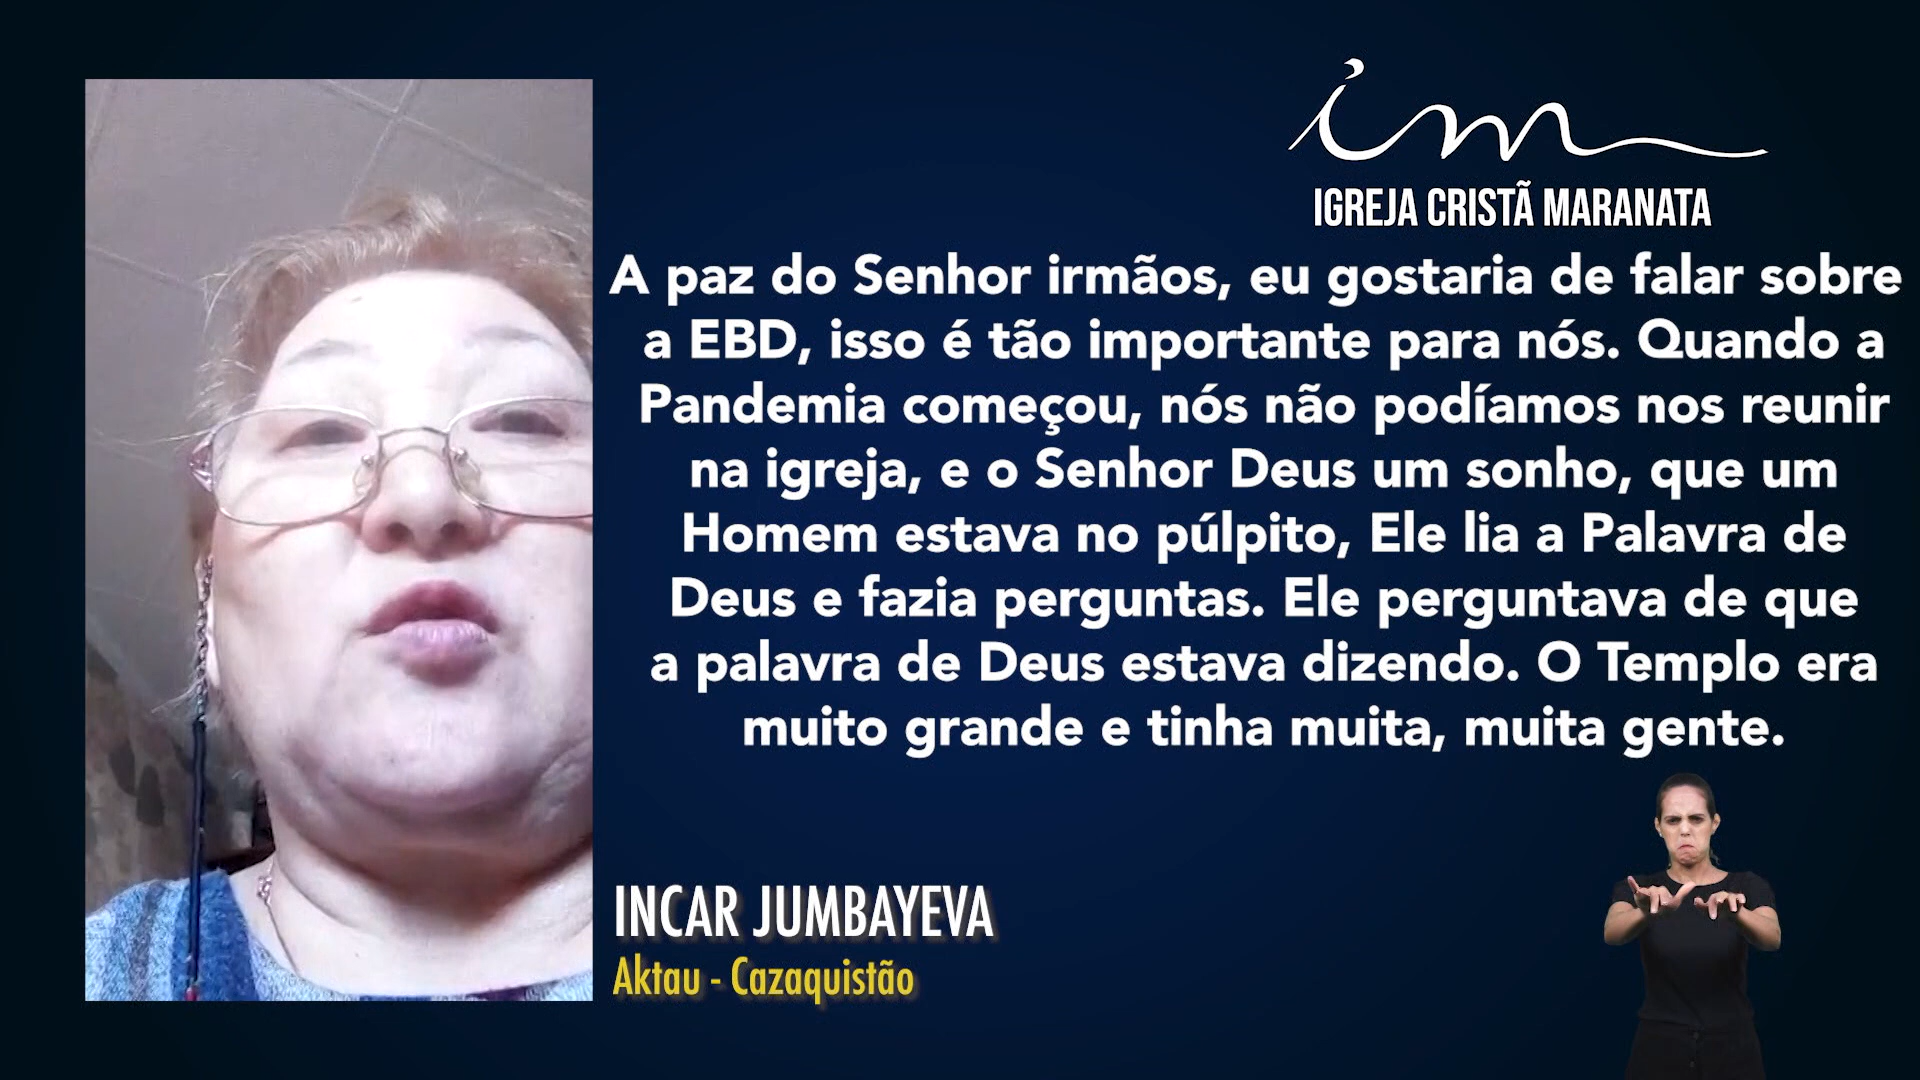 im
IGREJA CRISTÃ MARANATA
A paz do Senhor irmãos, eu gostaria de falar sobre
a EBD, isso é tão importante para nós. Quando a
Pandemia começou, nós não podíamos nos reunir
na igreja, e o Senhor Deus um sonho, que um
Homem estava no púlpito, Ele lia a Palavra de
Deus e fazia perguntas. Ele perguntava de que
a palavra de Deus estava dizendo. O Templo era
muito grande e tinha muita, muita gente.
INCAR JUMBAYEVA
Aktau - Cazaquistão